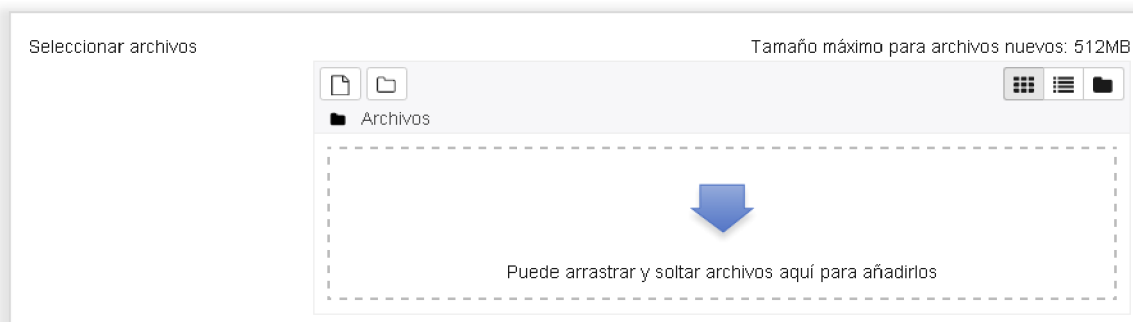 Seleccionar archivos
Tamaño máximo para archivos nuevos: 512MB
Archivos
Puede arrastrar y soltar archivos aquí para añadirlos